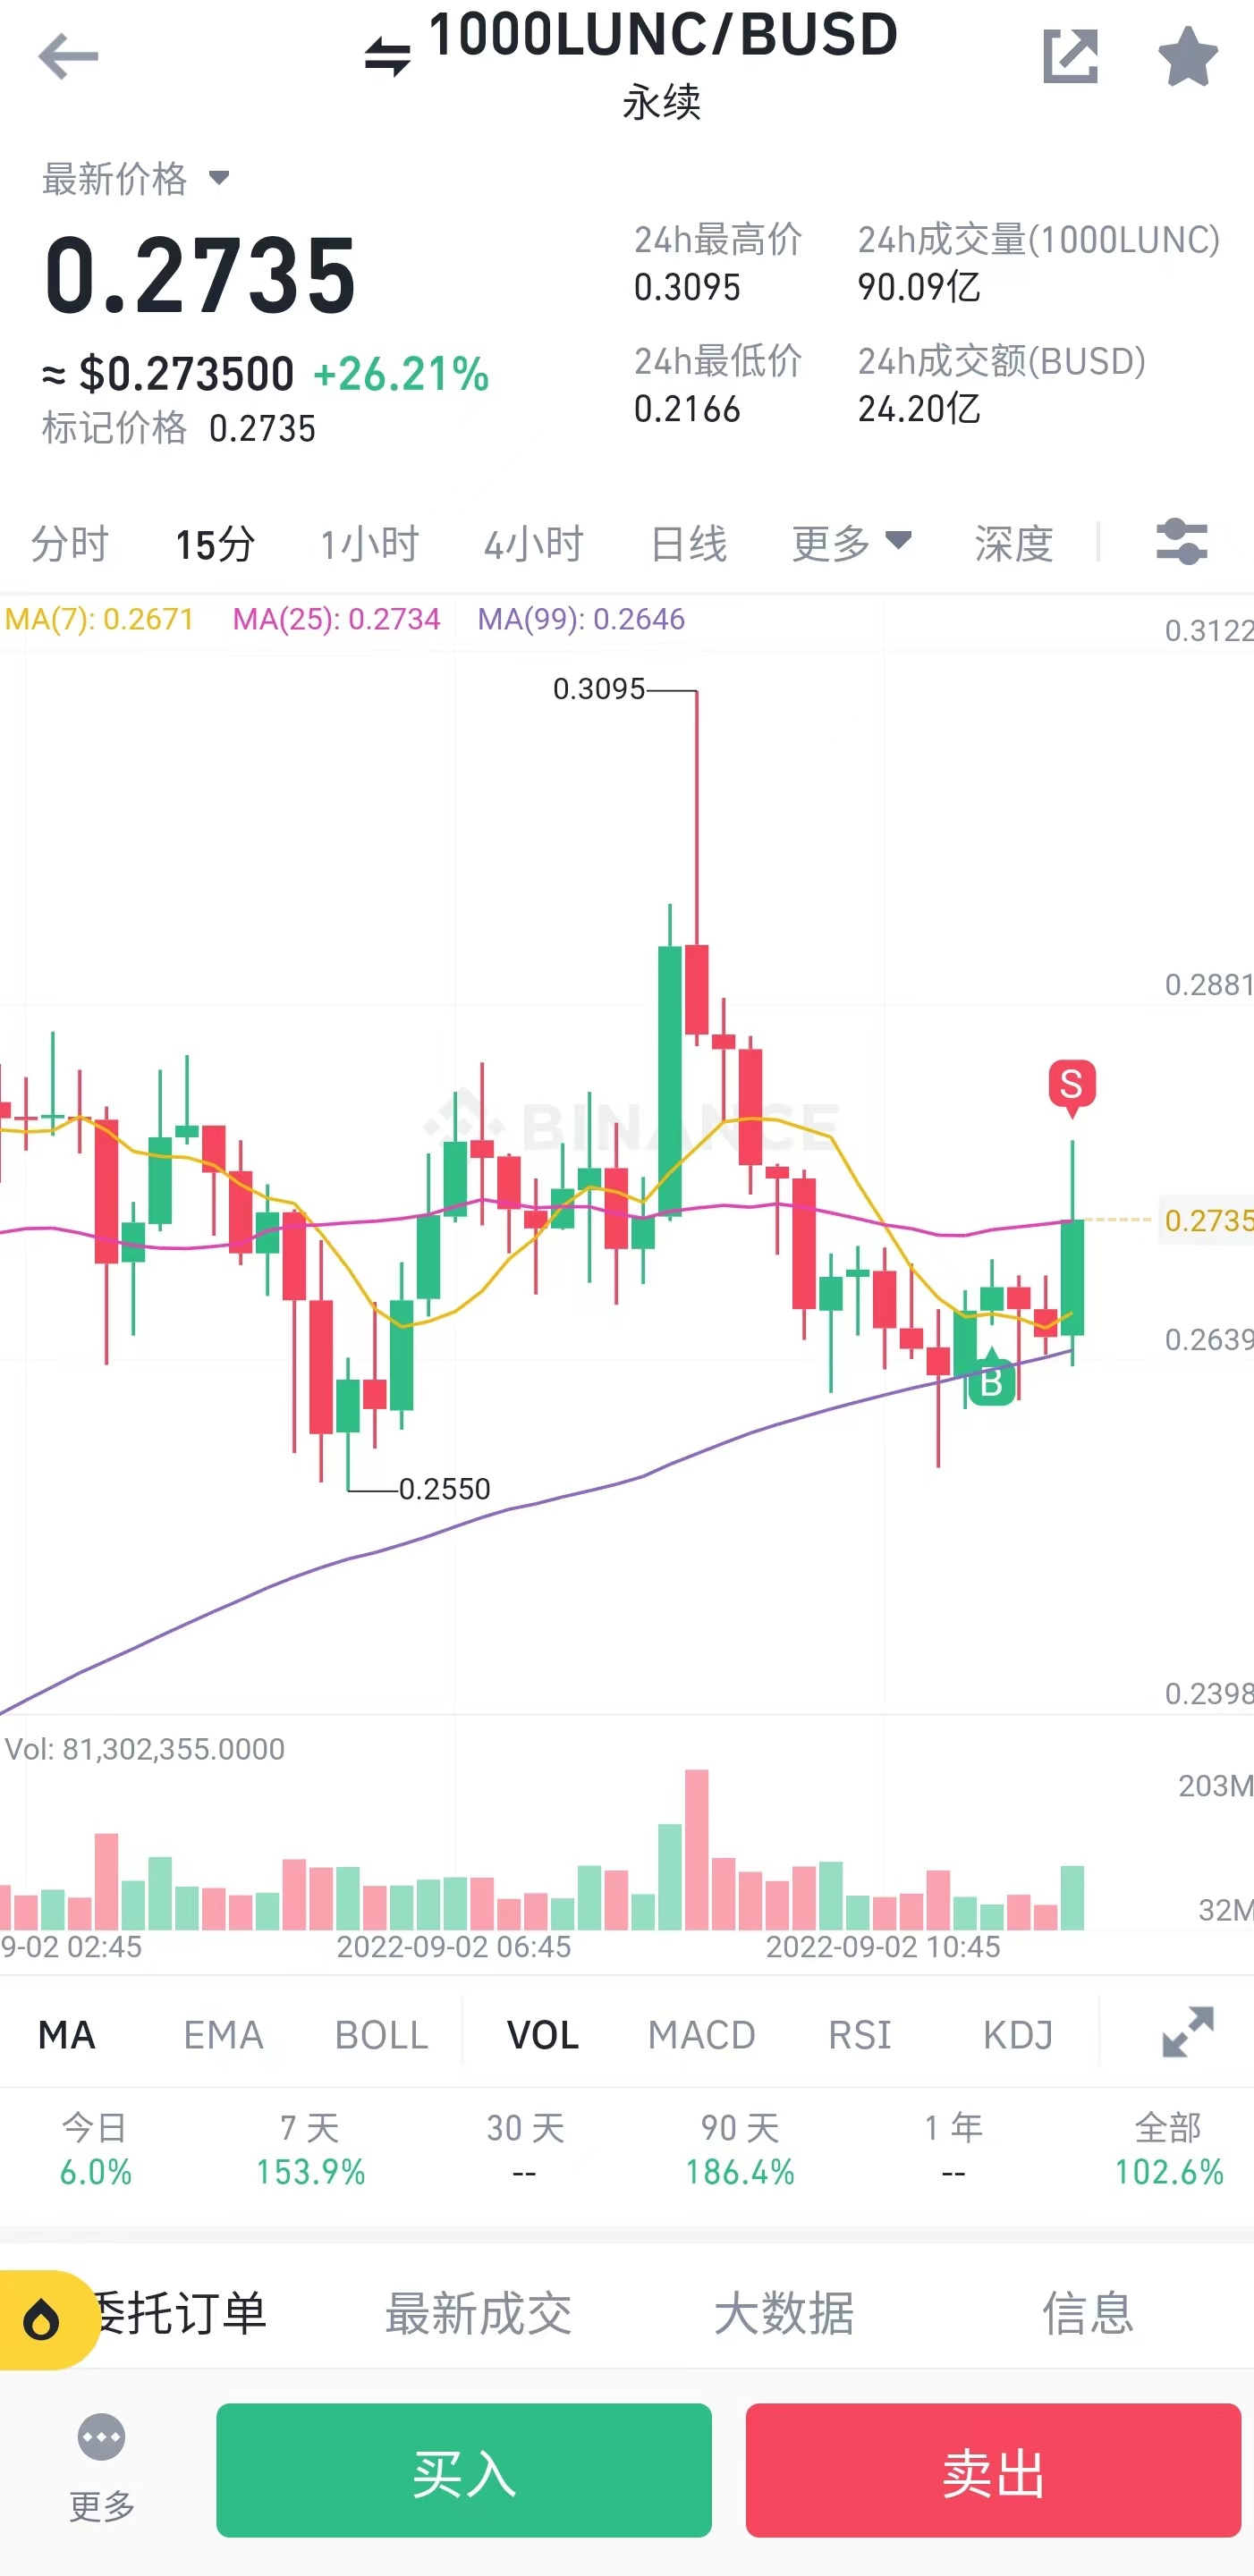 1000LUNC/BUSD
永续
最新价格
0.2735
≈ $0.273500 +26.21%
标记价格 0.2735
24h最高价
0.3095
24h成交量(1000LUNC)
90.09亿
24h最低价
0.2166
24h成交额(BUSD)
24.20亿
分时 15分 1小时 4小时 日线 更多 深度
MA(7): 0.2671 MA(25): 0.2734 MA(99): 0.2646
0.3122
0.3095
0.2881
S
BINANCE
0.2735
0.2639
B
0.2550
0.2398
Vol: 81,302,355.0000
203M
32M
9-02 02:45 2022-09-02 06:45 2022-09-02 10:45
MA EMA BOLL VOL MACD RSI KDJ
今日 7 天 30 天 90 天 1 年 全部
6.0% 153.9% -- 186.4% -- 102.6%
委托订单 最新成交 大数据 信息
更多
买入
卖出